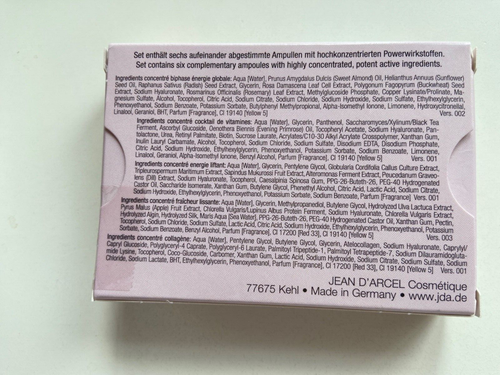 Set enthält sechs aufeinander abgestimmte Ampullen mit hochkonzentrierten Powerwirkstoffen.
Set contains six complementary ampoules with highly concentrated, potent active ingredients.
Ingredients concentré biphase énergie globale: Aqua [Water], Prunus Amygdalus Dulcis (Sweet Almond) Oil, Helianthus Annuus (Sunflower)
Seed Oil, Raphanus Sativus (Radish) Seed Extract, Glycerin, Rosa Damascena Leaf Cell Extract, Polygonum Fagopyrum (Buckwheat) Seed
Extract, Sodium Hyaluronate, Rosmarinus Officinalis (Rosemary) Leaf Extract, Methylglucoside Phosphate, Copper Lysinate/Prolinate, Ma-
gnesium Sulfate, Alcohol, Tocopherol, Citric Acid, Sodium Citrate, Sodium Chloride, Sodium Hydroxide, Sodium Sulfate, Ethylhexylglycerin,
Phenoxyethanol, Sodium Benzoate, Potassium Sorbate, Butylphenyl Methylpropional, Alpha-Isomethyl Ionone, Limonene, Hydroxycitronellal,
Linalool, Geraniol, BHT, Parfum [Fragrance], CI 19140 [Yellow 5] Vers. 002
Ingredients concentré cocktail de vitamines: Aqua [Water], Glycerin, Panthenol, Saccharomyces/Xylinum/Black Tea
Ferment, Ascorbyl Glucoside, Oenothera Biennis (Evening Primrose) Oil, Tocopheryl Acetate, Sodium Hyaluronate, Pan-
tolactone, Urea, Retinyl Palmitate, Biotin, Sucrose Laurate, Acrylates/C10-30 Alkyl Acrylate Crosspolymer, Xanthan Gum,
Inulin Lauryl Carbamate, Alcohol, Tocopherol, Sodium Chloride, Sodium Sulfate, Disodium EDTA, Disodium Phosphate,
Citric Acid, Sodium Hydroxide, Ethylhexylglycerin, Phenoxyethanol, Potassium Sorbate, Sodium Benzoate, Limonene,
Linalool, Geraniol, Alpha-Isomethyl Ionone, Benzyl Alcohol, Parfum [Fragrance], CI 19140 [Yellow 5] Vers. 001
Ingredients concentré énergie liftant: Aqua [Water], Glycerin, Pentylene Glycol, Globularia Cordifolia Callus Culture Extract,
Tripleurospermum Maritimum Extract, Sapindus Mukurossi Fruit Extract, Alteromonas Ferment Extract, Peucedanum Graveo-
lens (Dill) Extract, Sodium Hyaluronate, Tocopherol, Caesalpinia Spinosa Gum, PPG-26-Buteth-26, PEG-40 Hydrogenated
Castor Oil, Saccharide Isomerate, Xanthan Gum, Butylene Glycol, Phenethyl Alcohol, Citric Acid, Lactic Acid, Sodium Citrate,
Sodium Hydroxide, Ethylhexylglycerin, Phenoxyethanol, Potassium Sorbate, Sodium Benzoate, Parfum [Fragrance] Vers. 001
Ingredients concentré fraîcheur lissante: Aqua [Water], Glycerin, Methylpropanediol, Butylene Glycol, Hydrolyzed Ulva Lactuca Extract,
Pyrus Malus (Apple) Fruit Extract, Chlorella Vulgaris/Lupinus Albus Protein Ferment, Sodium Hyaluronate, Chlorella Vulgaris Extract,
Hydrolyzed Algin, Hydrolyzed Silk, Maris Aqua [Sea Water], PPG-26-Buteth-26, PEG-40 Hydrogenated Castor Oil, Xanthan Gum, Pectin,
Sodium Chloride, Sodium Sulfate, Lactic Acid, Citric Acid, Sodium Hydroxide, Ethylhexylglycerin, Phenoxyethanol, Potassium Sorbate,
Sodium Benzoate, Benzyl Alcohol, Parfum [Fragrance], CI 17200 [Red 33], CI 19140 [Yellow 5] Vers. 003
Ingredients concentré collagène: Aqua [Water], Pentylene Glycol, Butylene Glycol, Glycerin, Atelocollagen, Sodium Hyaluronate, Caprylyl/
Capryl Glucoside, Polyglyceryl-4 Caprate, Polyglyceryl-6 Laurate, Palmitoyl Tripeptide-1, Palmitoyl Tetrapeptide-7, Sodium Dilauramidogluta-
mide Lysine, Tocopherol, Coco-Glucoside, Carbomer, Xanthan Gum, Lactic Acid, Sodium Hydroxide, Sodium Citrate, Sodium Sulfate, Sodium
Chloride, Sodium Lactate, BHT, Ethylhexylglycerin, Phenoxyethanol, Parfum [Fragrance], CI 17200 [Red 33], CI 19140 [Yellow 5] Vers. 001
JEAN D'ARCEL Cosmétique
77675 Kehl • Made in Germany • www.jda.de